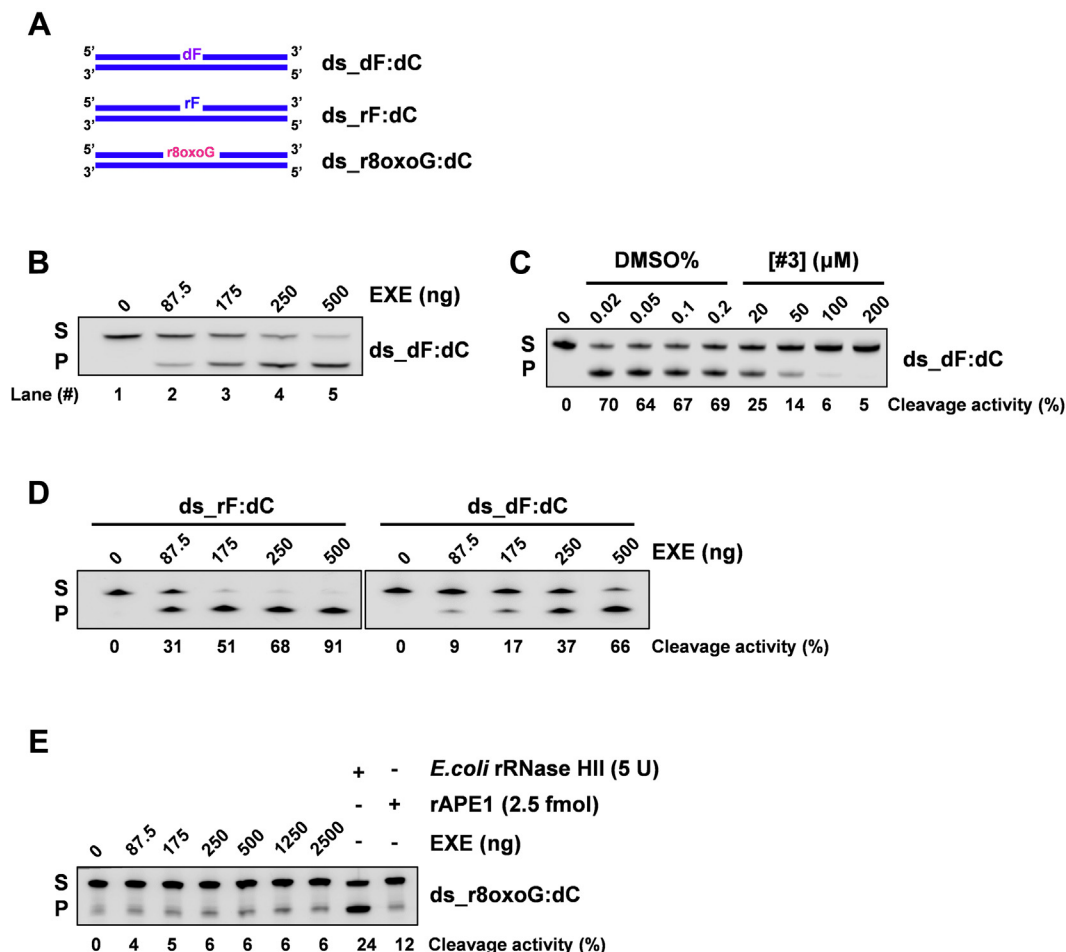 A
5’ dF 3’
3’ 5’
ds_dF:dC
5’ rF 3’
3’ 5’
ds_rF:dC
5’ r8oxoG 3’
3’ 5’
ds_r8oxoG:dC
B
0 87.5 175 250 500 EXE (ng)
S
P
ds_dF:dC
Lane (#) 1 2 3 4 5
C
DMSO% [#3] (µM)
0 0.02 0.05 0.1 0.2 20 50 100 200
S
P
ds_dF:dC
0 70 64 67 69 25 14 6 5 Cleavage activity (%)
D
ds_rF:dC ds_dF:dC
0 87.5 175 250 500 0 87.5 175 250 500 EXE (ng)
S
P
0 31 51 68 91 0 9 17 37 66 Cleavage activity (%)
E
+ - E.coli rRNase HII (5 U)
- + rAPE1 (2.5 fmol)
0 87.5 175 250 500 1250 2500 - - EXE (ng)
S
P
ds_r8oxoG:dC
0 4 5 6 6 6 6 24 12 Cleavage activity (%)